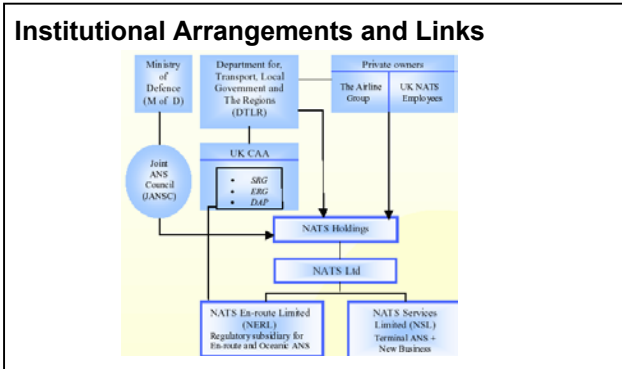 Institutional Arrangements and Links
Ministry
of
Defence
(M of D)
Department for,
Transport, Local
Government and
The Regions
(DTLR)
Private owners
The Airline
Group
UK NATS
Employees
Joint
ANS
Council
(JANSC)
UK CAA
• SRG
• ERG
• DAP
NATS Holdings
NATS Ltd
NATS En-route Limited
(NERL)
Regulatory subsidiary for
En-route and Oceanic ANS
NATS Services
Limited (NSL)
Terminal ANS +
New Business